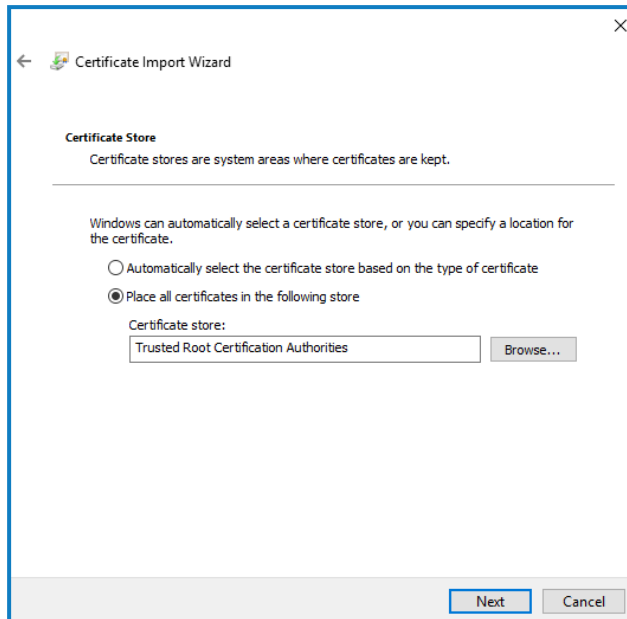 Certificate Import Wizard
Certificate Store
Certificate stores are system areas where certificates are kept.
Windows can automatically select a certificate store, or you can specify a location for
the certificate.
Automatically select the certificate store based on the type of certificate
Place all certificates in the following store
Certificate store:
Trusted Root Certification Authorities
Browse...
Next
Cancel